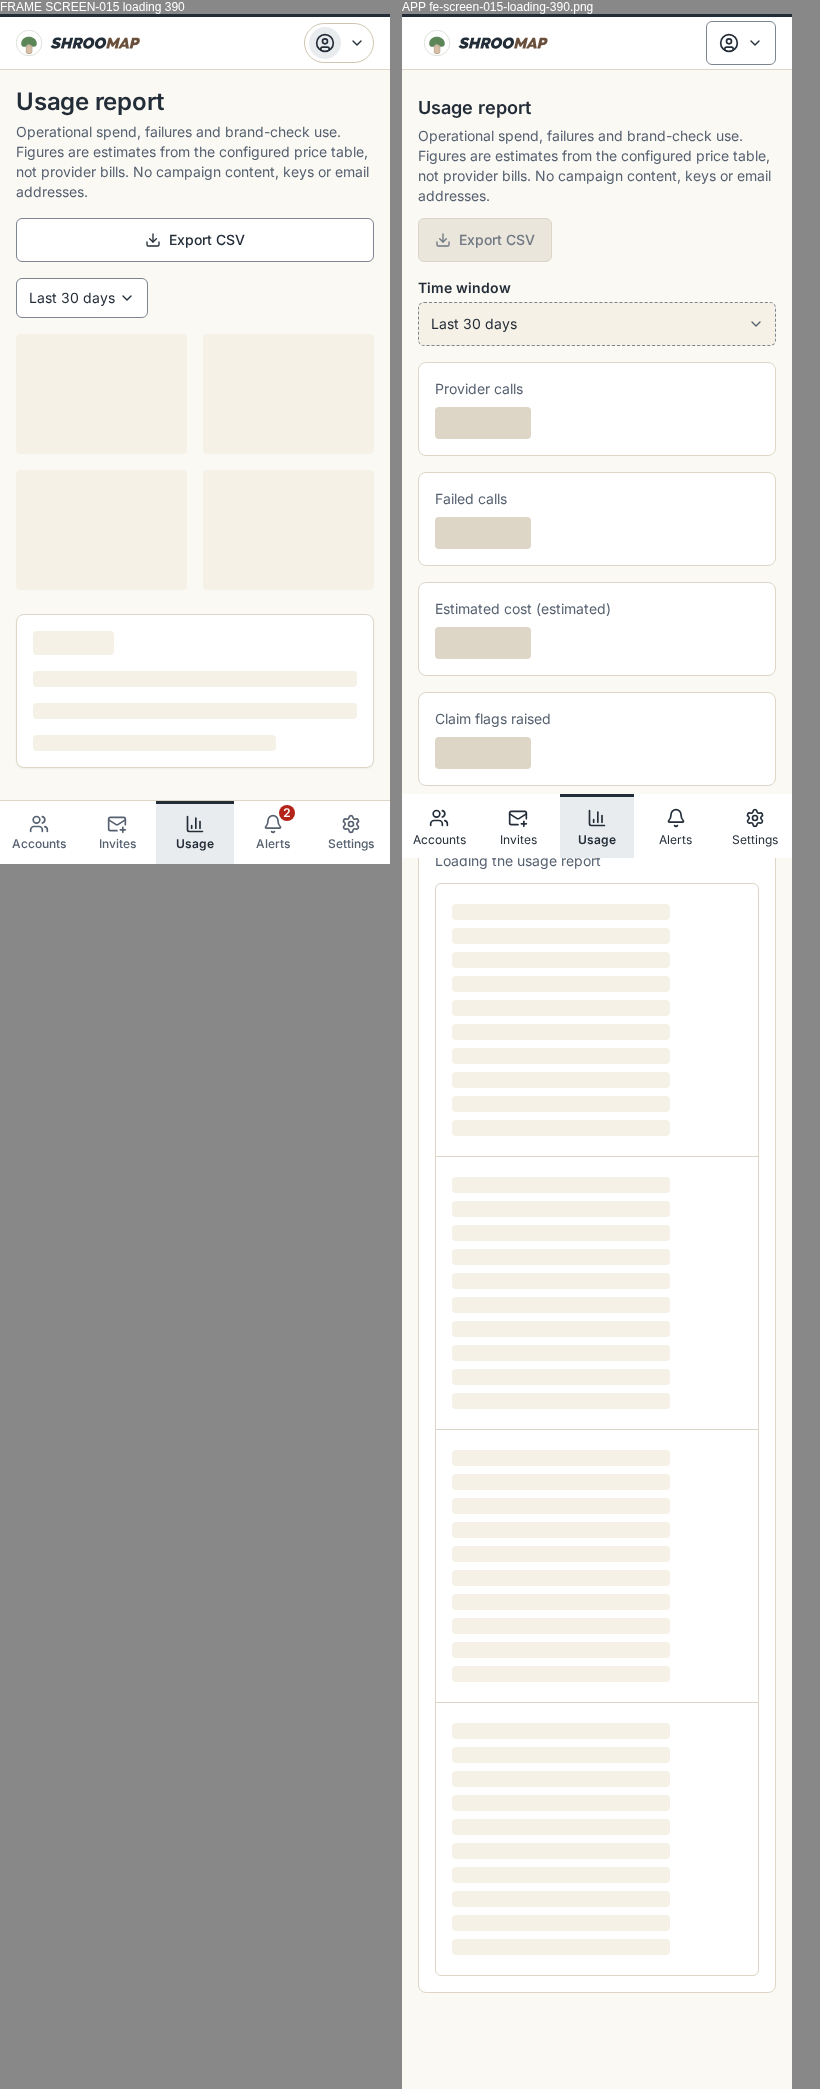 FRAME SCREEN-015 loading 390
SHROOMAP
Usage report
Operational spend, failures and brand-check use.
Figures are estimates from the configured price table,
not provider bills. No campaign content, keys or email
addresses.
Export CSV
Last 30 days
Accounts
Invites
Usage
2
Alerts
Settings
APP fe-screen-015-loading-390.png
SHROOMAP
Usage report
Operational spend, failures and brand-check use.
Figures are estimates from the configured price table,
not provider bills. No campaign content, keys or email
addresses.
Export CSV
Time window
Last 30 days
Provider calls
Failed calls
Estimated cost (estimated)
Claim flags raised
Accounts
Invites
Usage
Alerts
Settings
Loading the usage report